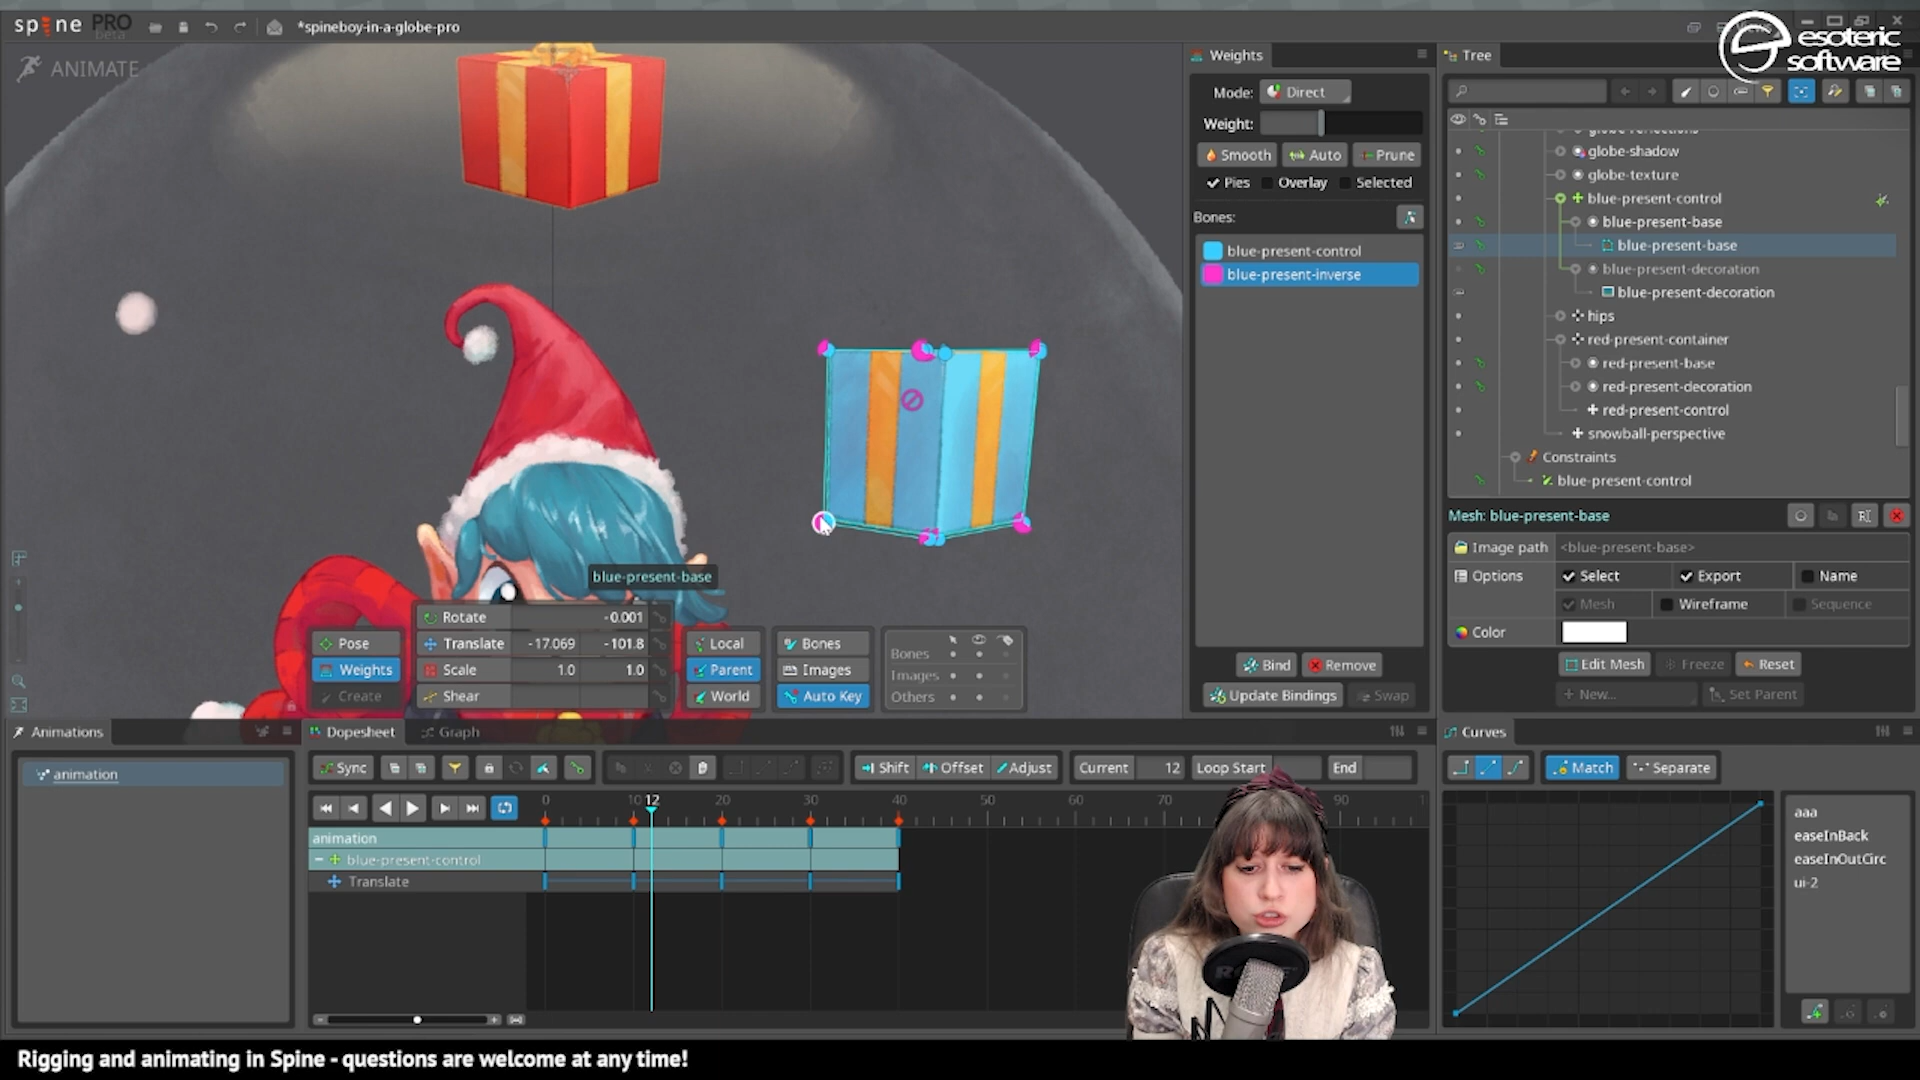 spine PRO
beta
*spineboy-in-a-globe-pro
esoteric
software
ANIMATE
Weights
Mode: Direct
Weight:
Smooth Auto Prune
Pies Overlay Selected
Bones:
blue-present-control
blue-present-inverse
Bind Remove
Update Bindings Swap
Tree
globe-reflections
globe-shadow
globe-texture
blue-present-control
blue-present-base
blue-present-base
blue-present-decoration
blue-present-decoration
hips
red-present-container
red-present-base
red-present-decoration
red-present-control
snowball-perspective
Constraints
blue-present-control
Mesh: blue-present-base
Image path <blue-present-base>
Options Select Export Name
Mesh Wireframe Sequence
Color
Edit Mesh Freeze Reset
+ New... Set Parent
blue-present-base
Pose
Weights
Create
Rotate -0.001
Translate -17.069 -101.8
Scale 1.0 1.0
Shear
Local
Parent
World
Bones
Images
Auto Key
Bones
Images
Others
Animations
animation
Dopesheet Graph
Sync Shift Offset Adjust Current 12 Loop Start End
0 10 12 20 30 40 50 60 70 90
animation
blue-present-control
Translate
Curves
Match Separate
aaa
easeInBack
easeInOutCirc
ui-2
Rigging and animating in Spine - questions are welcome at any time!